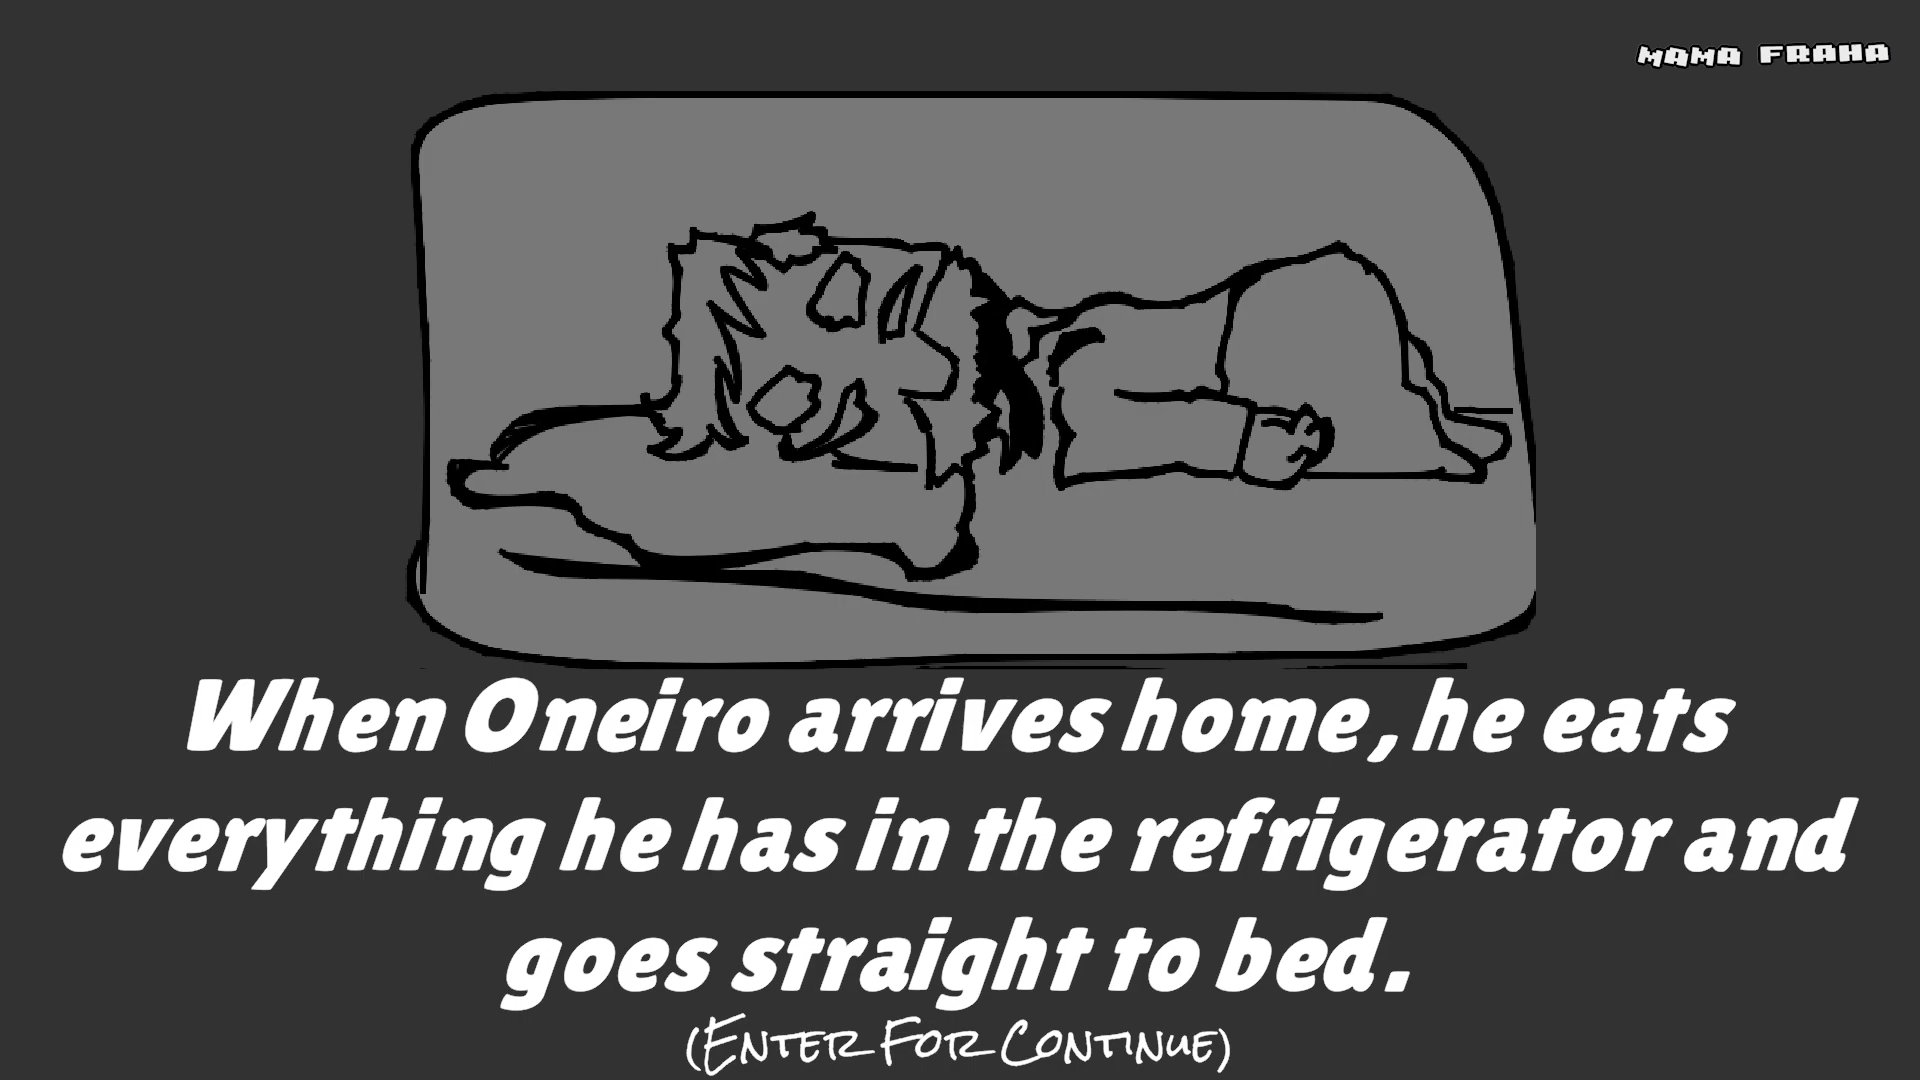 MAMA FRAHA
When Oneiro arrives home, he eats
everything he has in the refrigerator and
goes straight to bed.
(Enter For Continue)